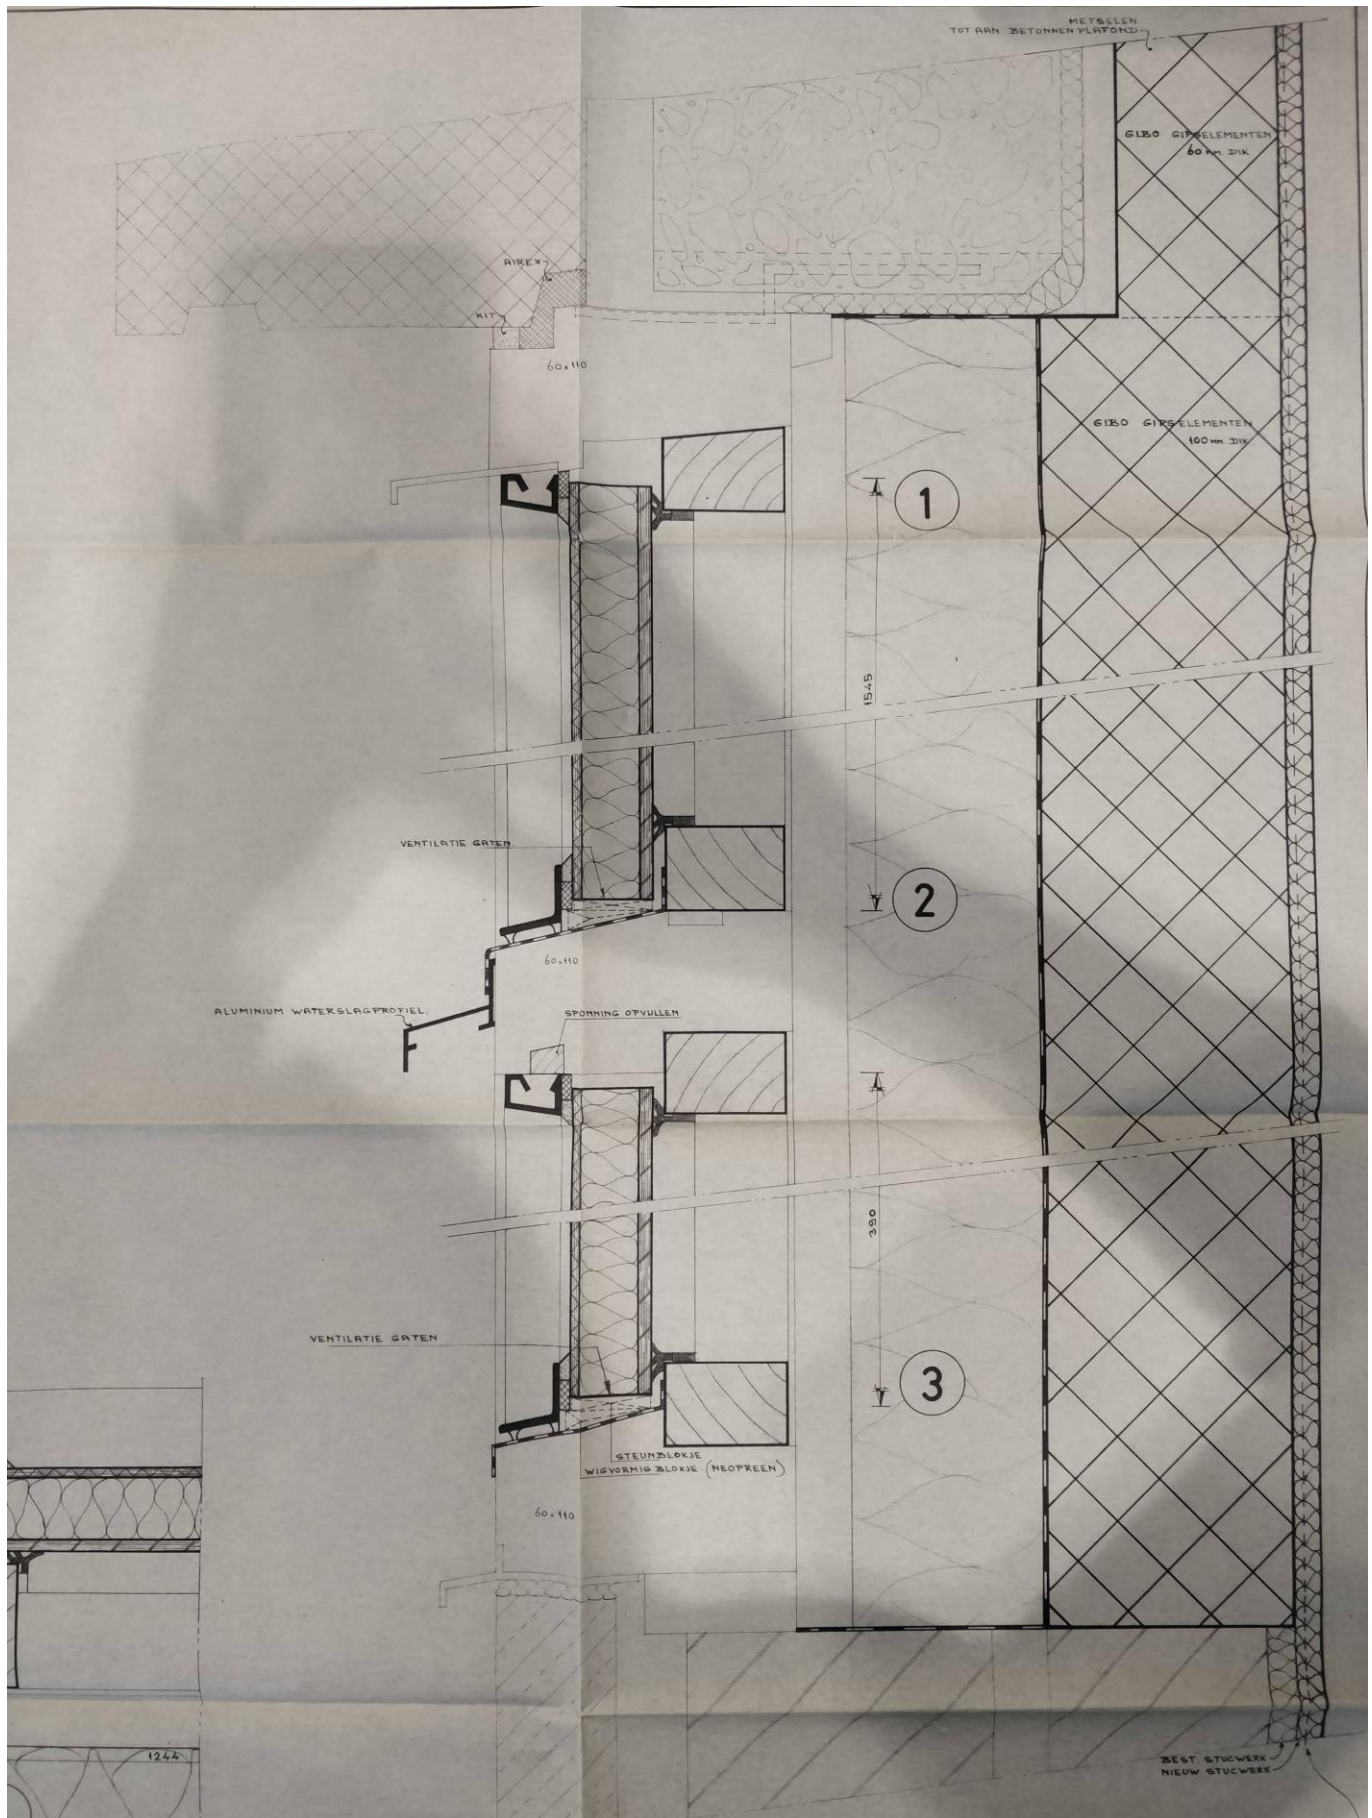 METSELEN
TOT AAN BETONNEN PLAFOND
GIBO GIPSELEMENTEN
60 mm. DIK
AIREX
KIT
60x110
GIBO GIPSELEMENTEN
100 mm. DIK
1
1545
VENTILATIE GATEN
2
60x110
ALUMINIUM WATERSLAGPROFIEL.
SPONNING OPVULLEN
390
VENTILATIE GATEN
3
STEUNBLOKJE
WIGVORMIG BLOKJE (NEOPREEN)
60x110
1244
BEST. STUCWERK
NIEUW STUCWERK